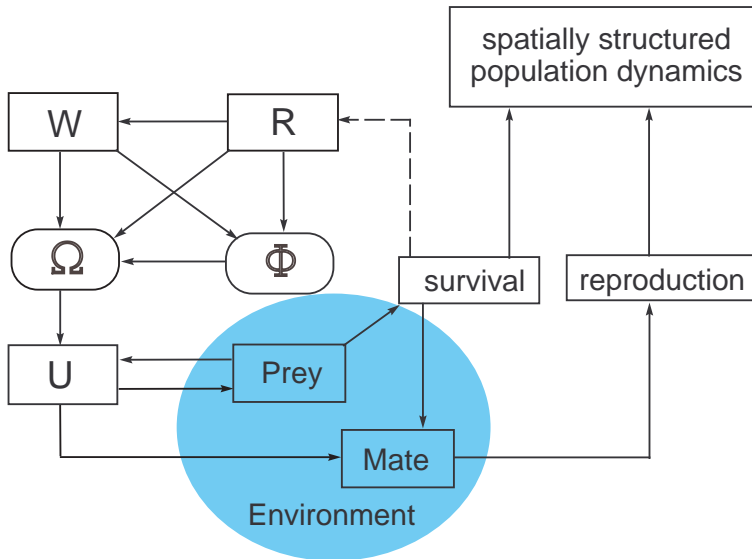 spatially structured
population dynamics
W
R
Ω
Φ
survival
reproduction
U
Prey
Mate
Environment